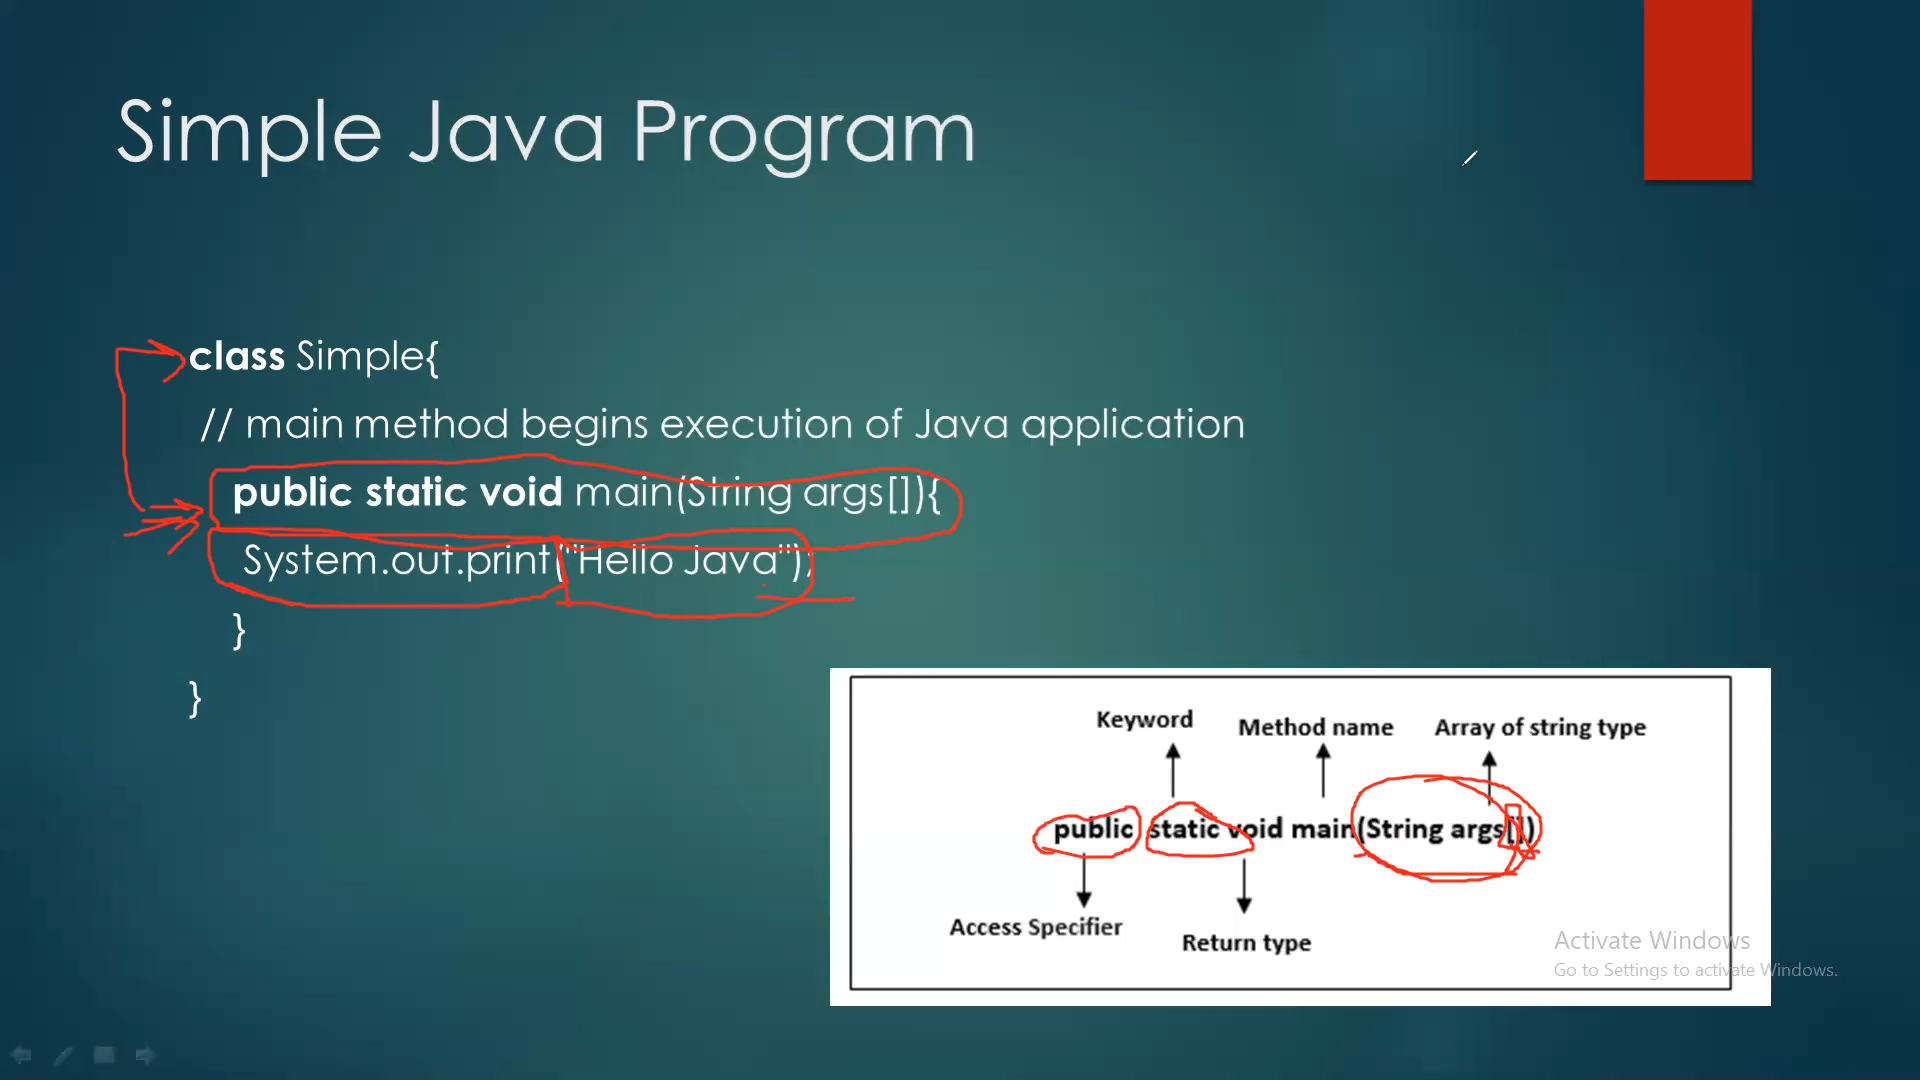 Simple Java Program
class Simple{
// main method begins execution of Java application
public static void main(String args[]){
System.out.print("Hello Java");
}
}
Keyword
Method name
Array of string type
public static void main(String args[])
Access Specifier
Return type
Activate Windows
Go to Settings to activate Windows.